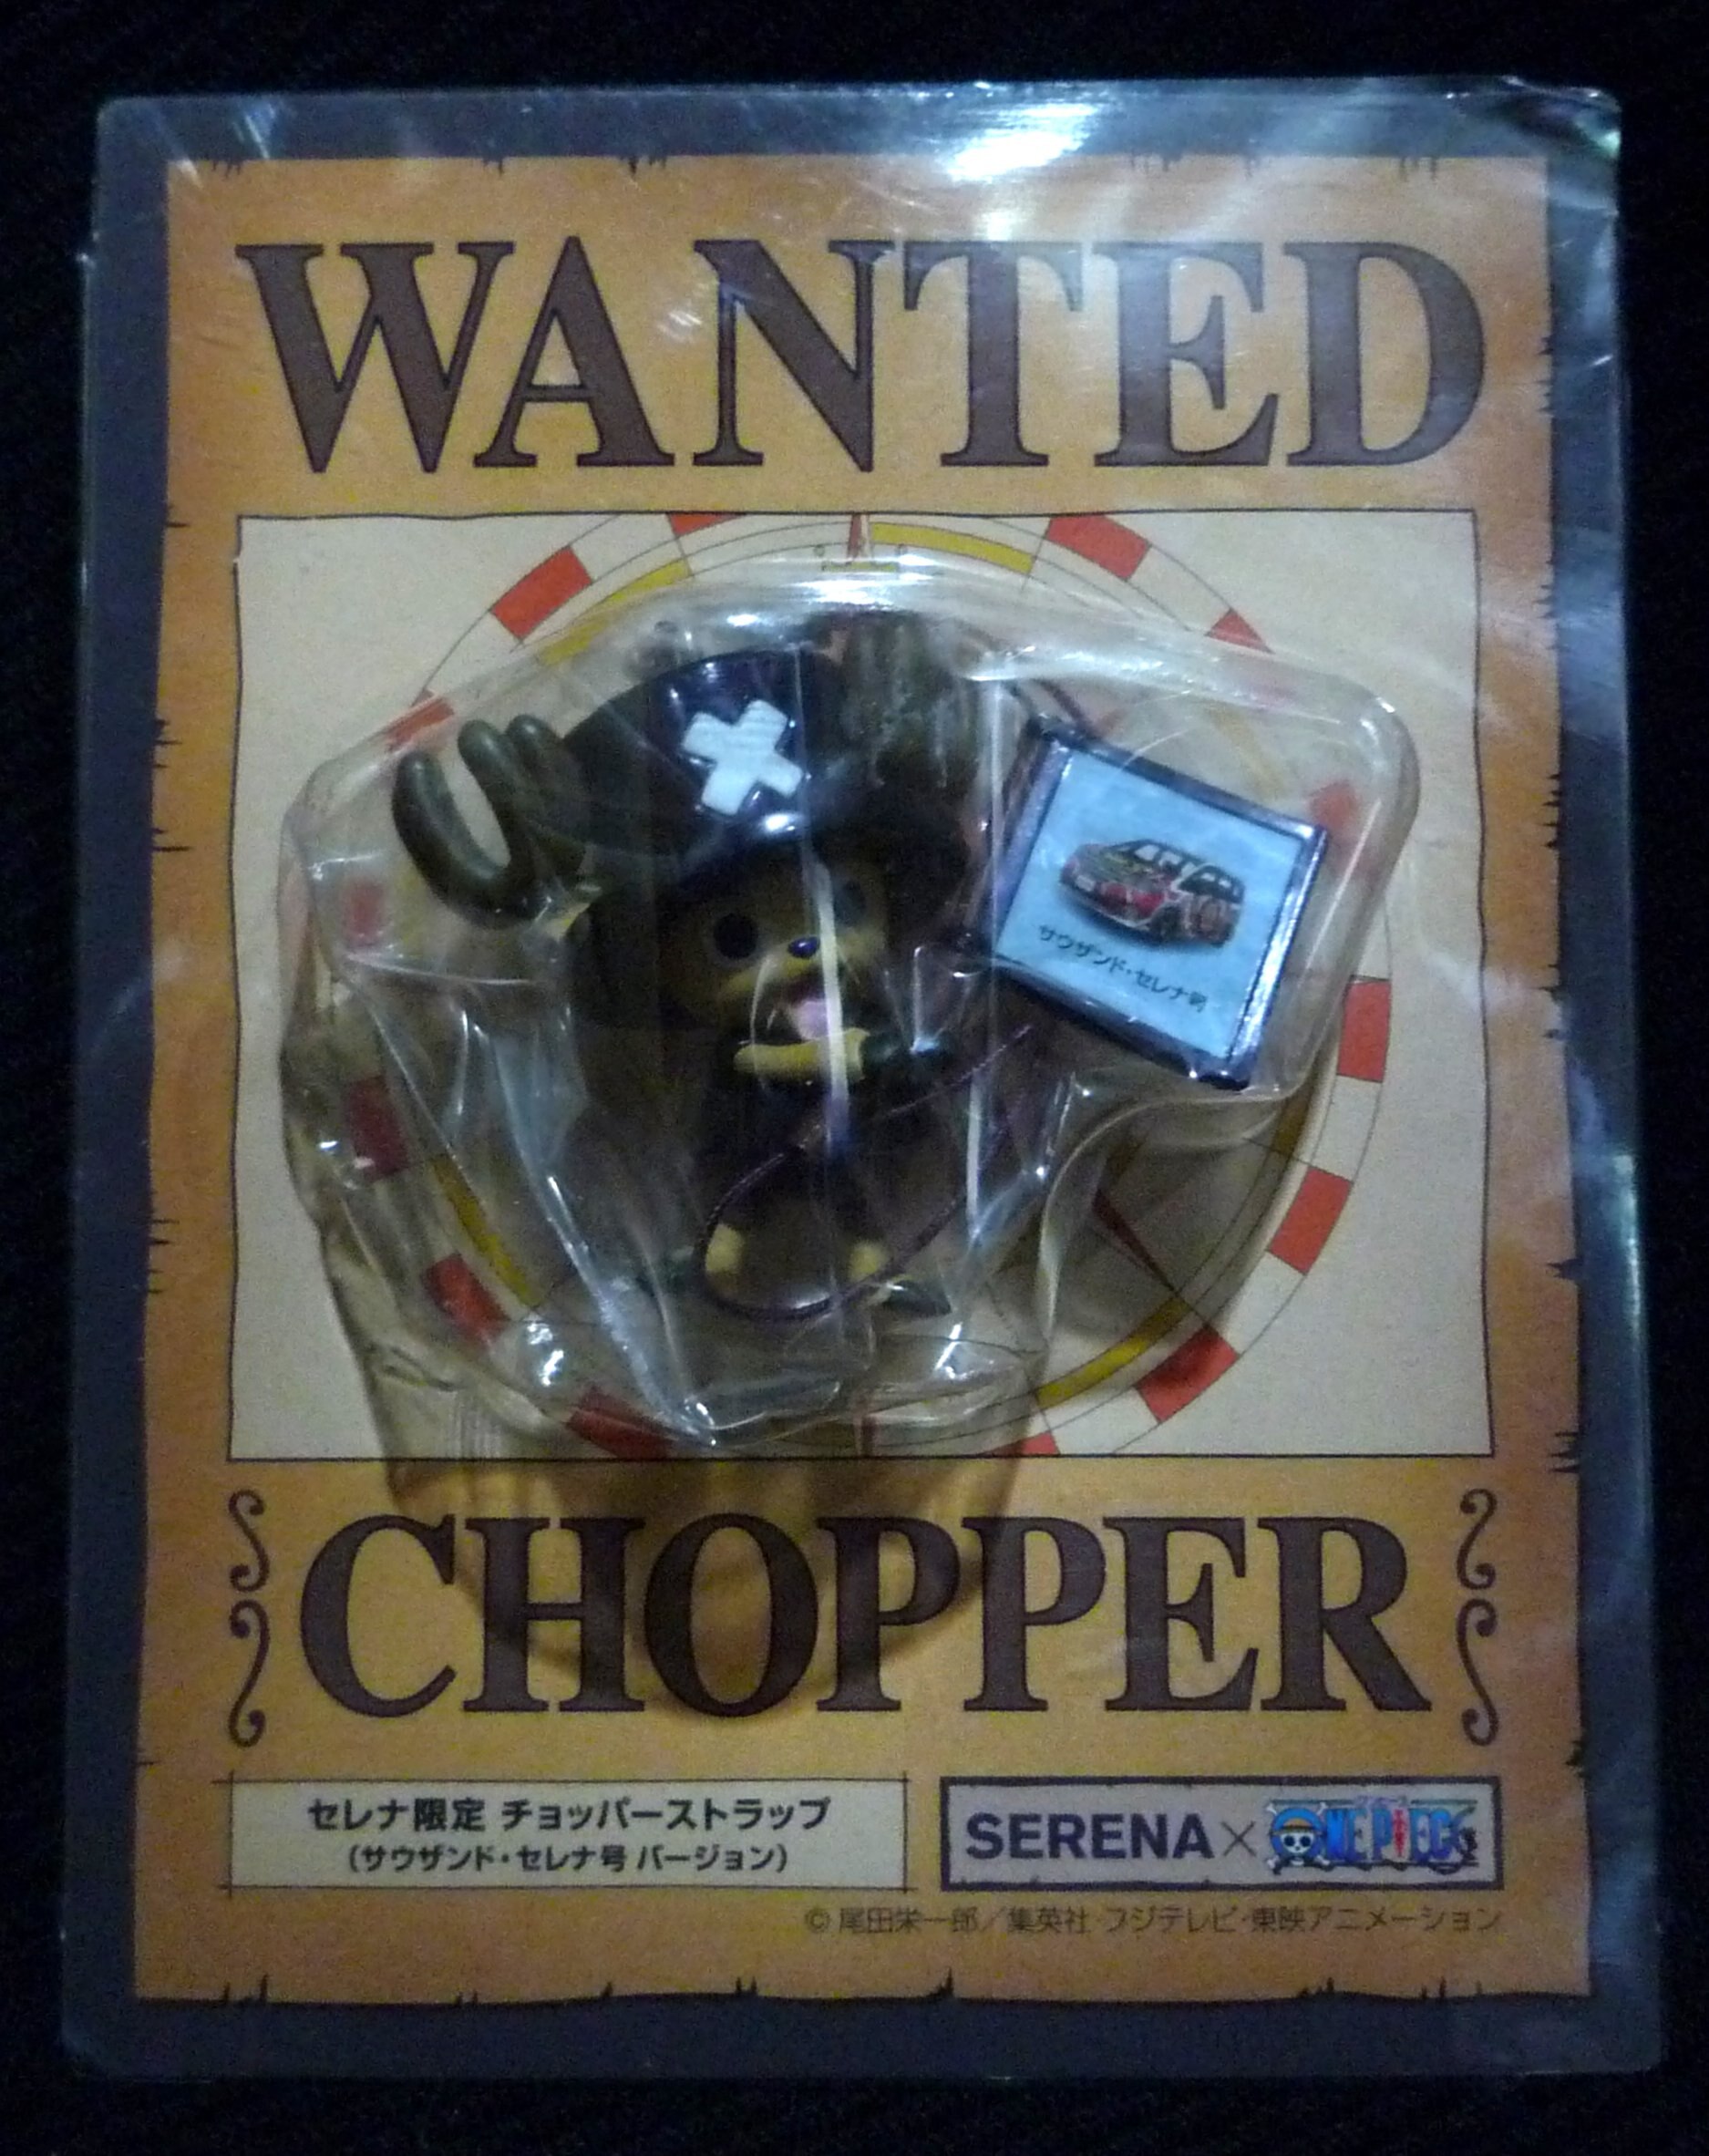 WANTED
サウザンド・セレナ号
CHOPPER
セレナ限定 チョッパーストラップ
(サウザンド・セレナ号 バージョン)
SERENA×ONE PIECE
© 尾田栄一郎／集英社・フジテレビ・東映アニメーション